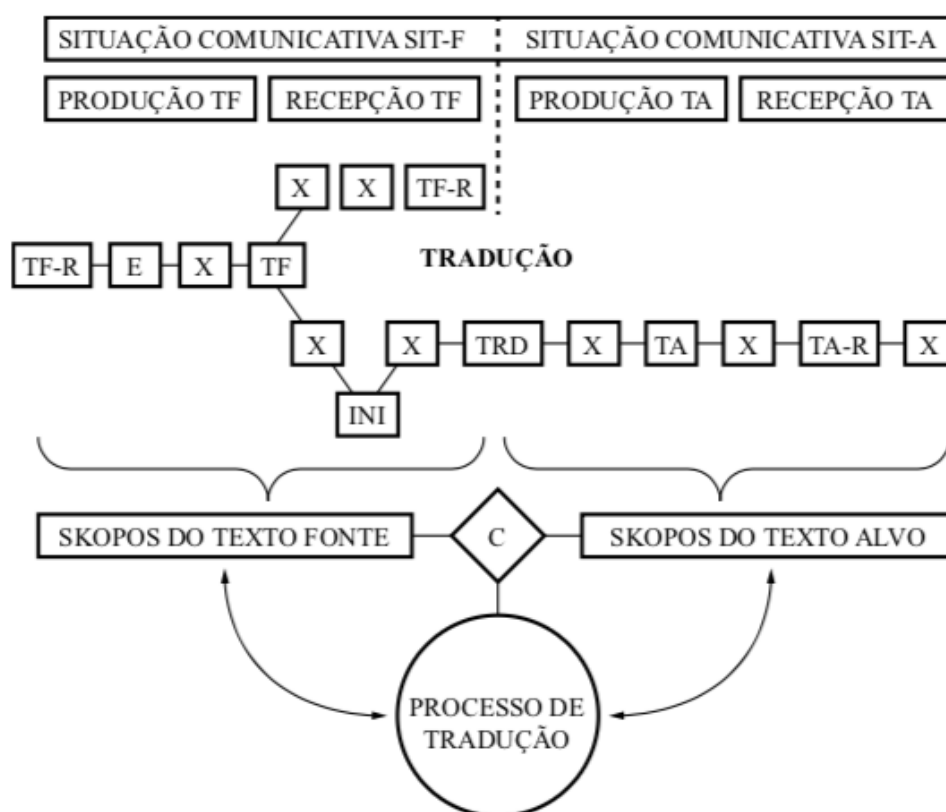 SITUAÇÃO COMUNICATIVA SIT-F SITUAÇÃO COMUNICATIVA SIT-A
PRODUÇÃO TF RECEPÇÃO TF PRODUÇÃO TA RECEPÇÃO TA
X X TF-R
TF-R E X TF TRADUÇÃO
X X TRD X TA X TA-R X
INI
SKOPOS DO TEXTO FONTE C SKOPOS DO TEXTO ALVO
PROCESSO DE
TRADUÇÃO